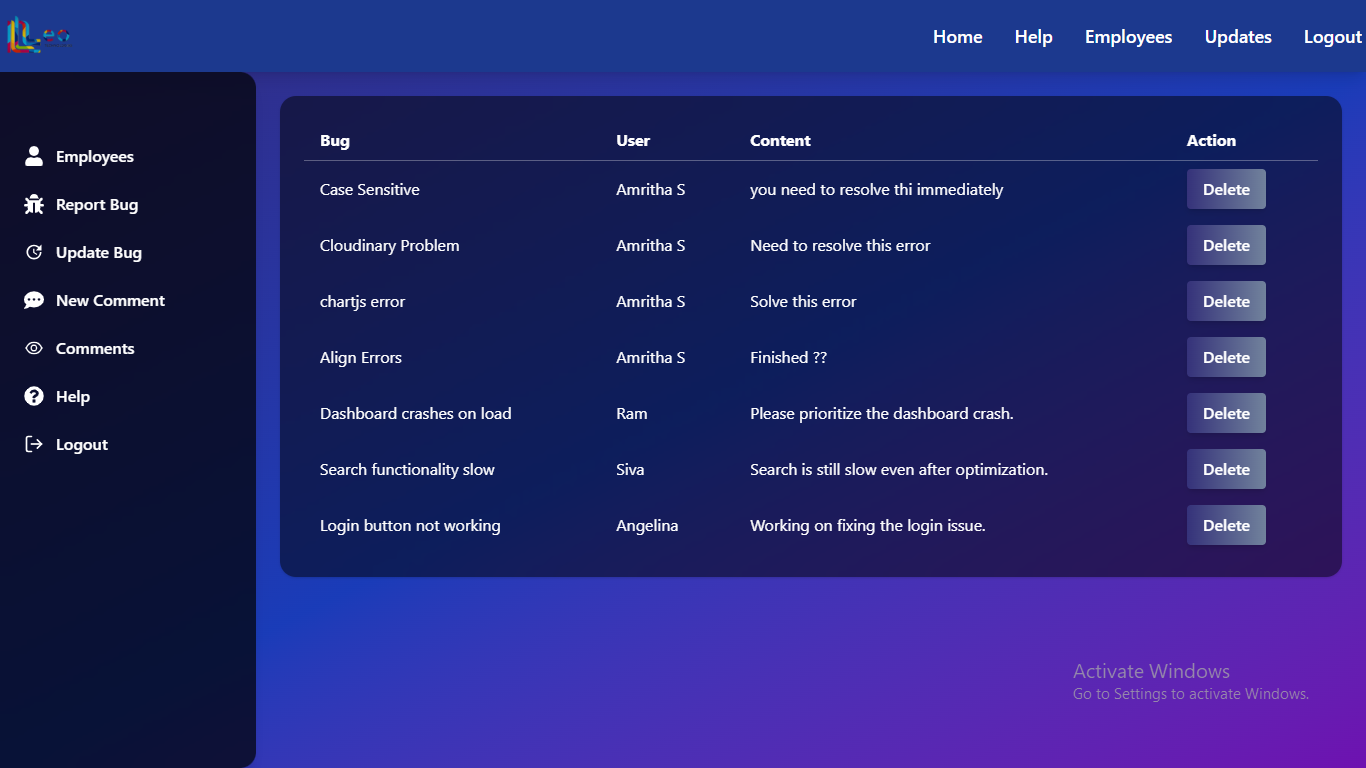 Home Help Employees Updates Logout
Employees
Report Bug
Update Bug
New Comment
Comments
Help
Logout
Bug User Content Action
Case Sensitive Amritha S you need to resolve thi immediately Delete
Cloudinary Problem Amritha S Need to resolve this error Delete
chartjs error Amritha S Solve this error Delete
Align Errors Amritha S Finished ?? Delete
Dashboard crashes on load Ram Please prioritize the dashboard crash. Delete
Search functionality slow Siva Search is still slow even after optimization. Delete
Login button not working Angelina Working on fixing the login issue. Delete
Activate Windows
Go to Settings to activate Windows.